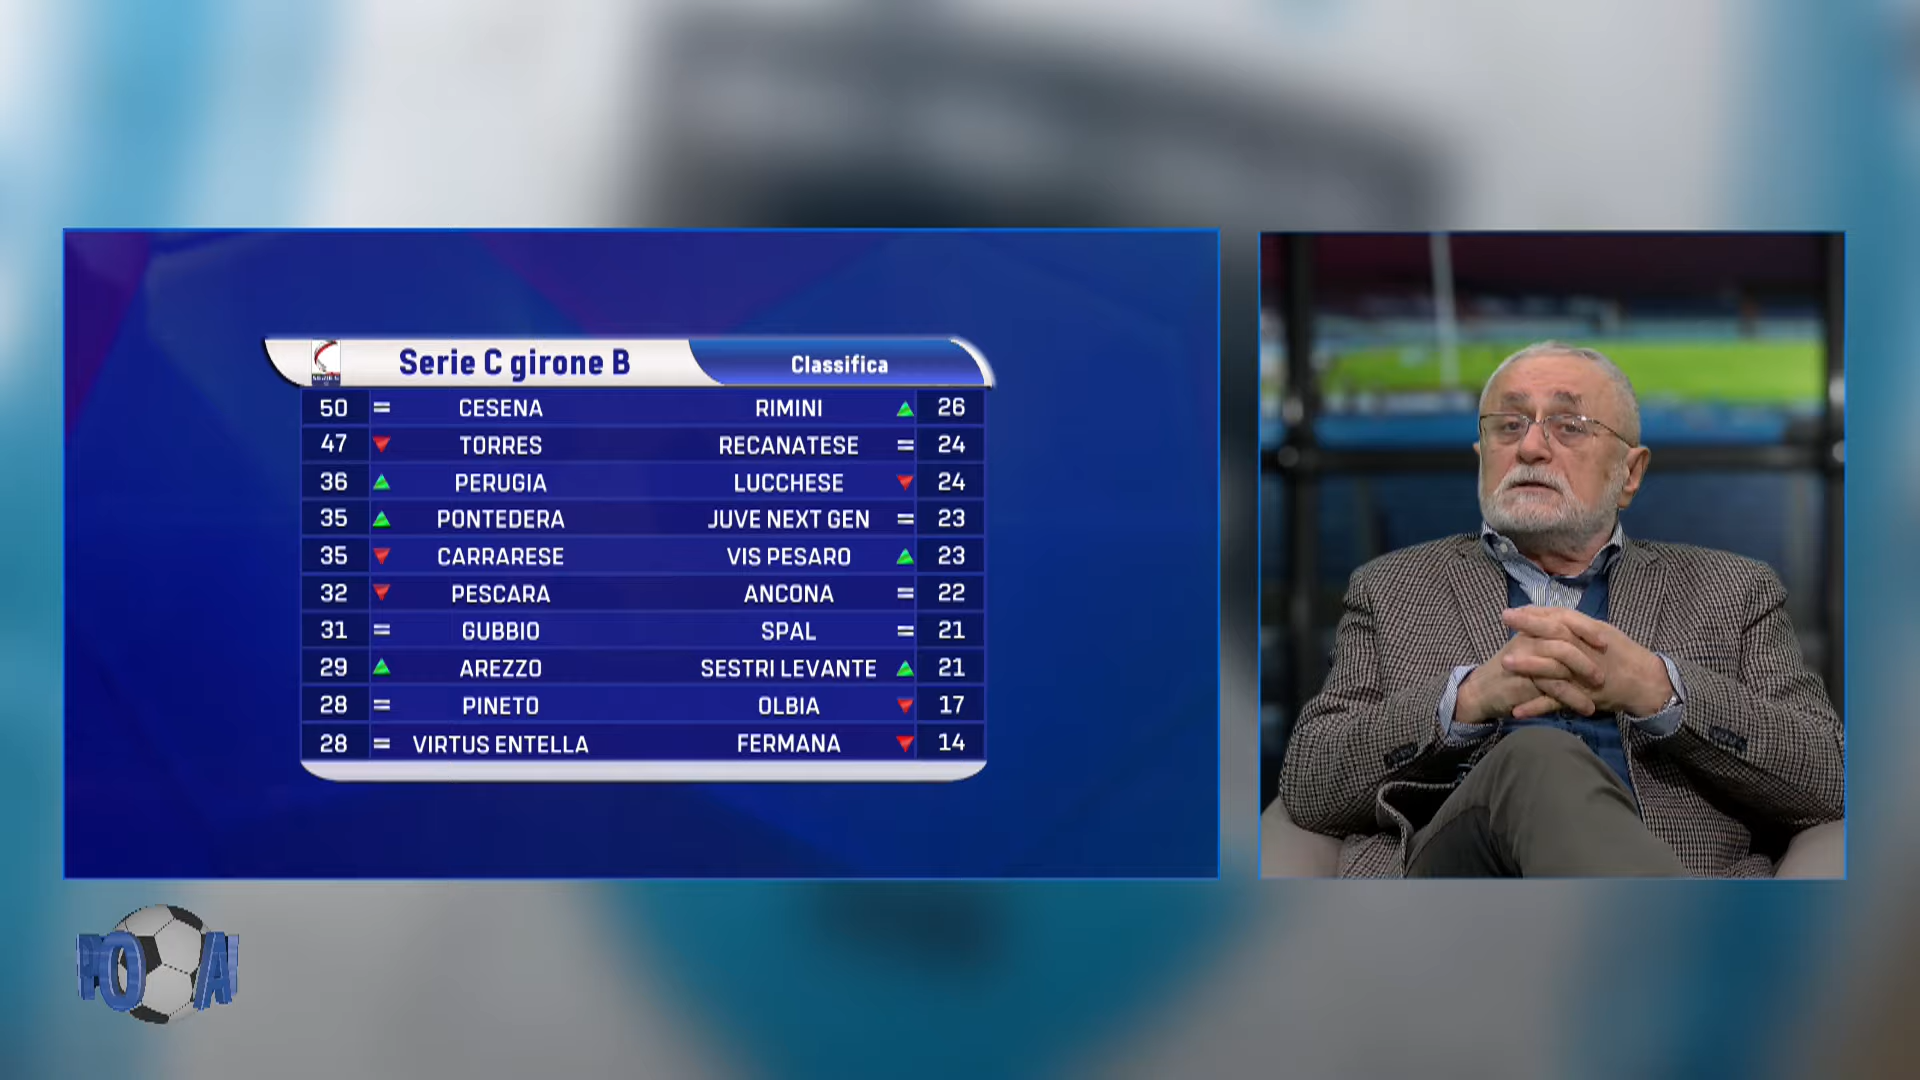 Serie C girone B Classifica
50 = CESENA RIMINI 26
47 TORRES RECANATESE = 24
36 PERUGIA LUCCHESE 24
35 PONTEDERA JUVE NEXT GEN = 23
35 CARRARESE VIS PESARO 23
32 PESCARA ANCONA = 22
31 = GUBBIO SPAL = 21
29 AREZZO SESTRI LEVANTE 21
28 = PINETO OLBIA 17
28 = VIRTUS ENTELLA FERMANA 14